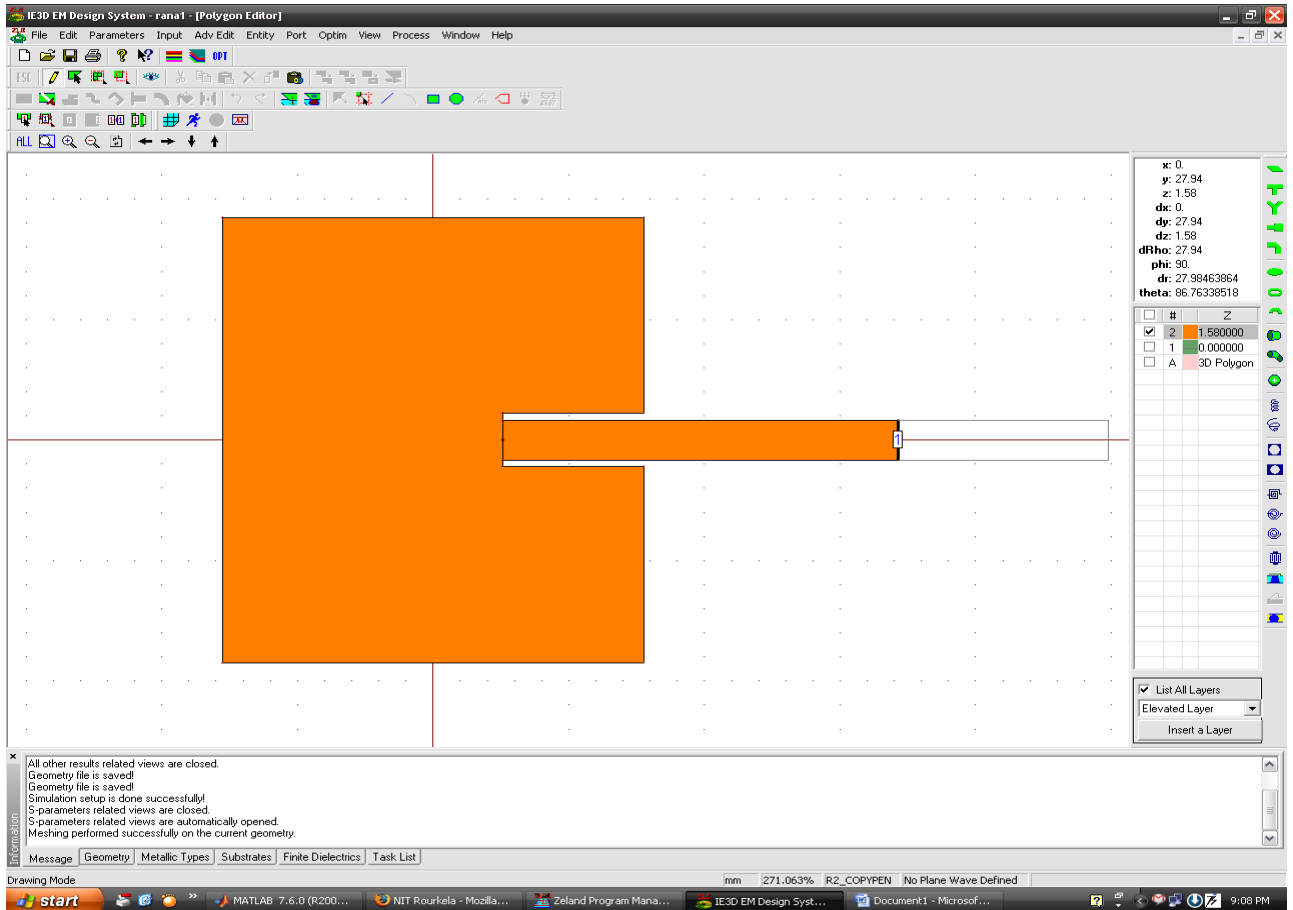 IE3D EM Design System - rana1 - [Polygon Editor]
File Edit Parameters Input Adv Edit Entity Port Optim View Process Window Help
OPT
ESC
ALL
x: 0.
y: 27.94
z: 1.58
dx: 0.
dy: 27.94
dz: 1.58
dRho: 27.94
phi: 90.
dr: 27.98463864
theta: 86.76338518
# Z
2 1.580000
1 0.000000
A 3D Polygon
1
List All Layers
Elevated Layer
Insert a Layer
All other results related views are closed.
Geometry file is saved!
Geometry file is saved!
Simulation setup is done successfully!
S-parameters related views are closed.
S-parameters related views are automatically opened.
Meshing performed successfully on the current geometry.
Information
Message Geometry Metallic Types Substrates Finite Dielectrics Task List
Drawing Mode mm 271.063% R2_COPYPEN No Plane Wave Defined
start MATLAB 7.6.0 (R200... NIT Rourkela - Mozilla... Zeland Program Mana... IE3D EM Design Syst... Document1 - Microsof... 9:08 PM